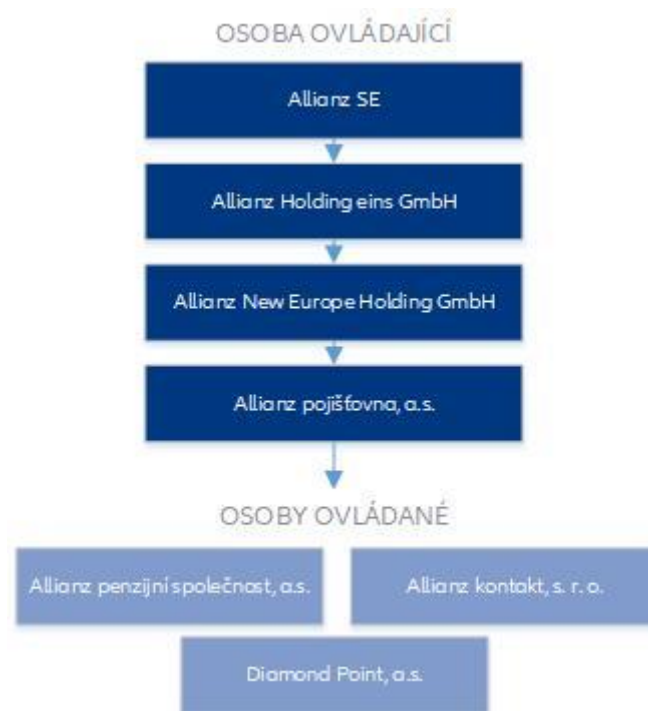 OSOBA OVLÁDAJÍCÍ
Allianz SE
Allianz Holding eins GmbH
Allianz New Europe Holding GmbH
Allianz pojišťovna, a.s.
OSOBY OVLÁDANÉ
Allianz penzijní společnost, a.s.
Allianz kontakt, s. r. o.
Diamond Point, a.s.